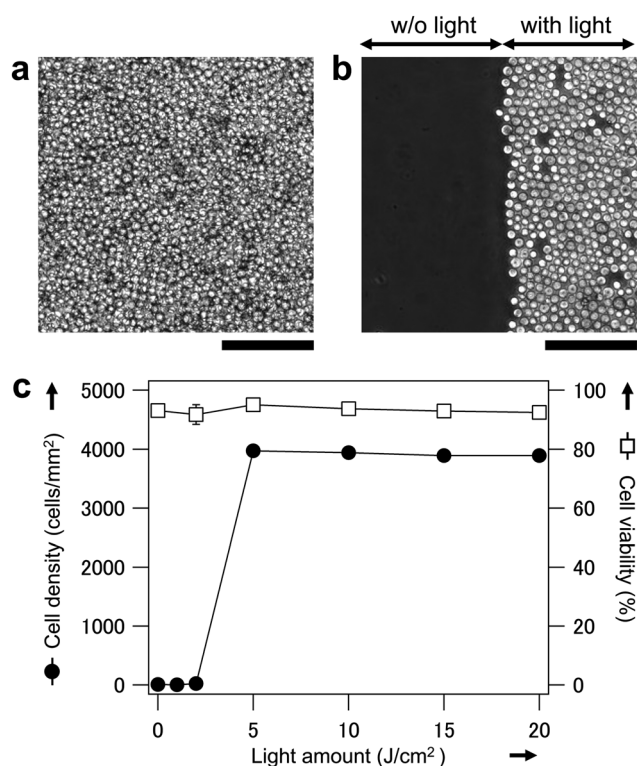 w/o light with light
a
b
c
5000
4000
3000
2000
1000
0
Cell density (cells/mm²)
100
80
60
40
20
0
Cell viability (%)
0 5 10 15 20
Light amount (J/cm²)